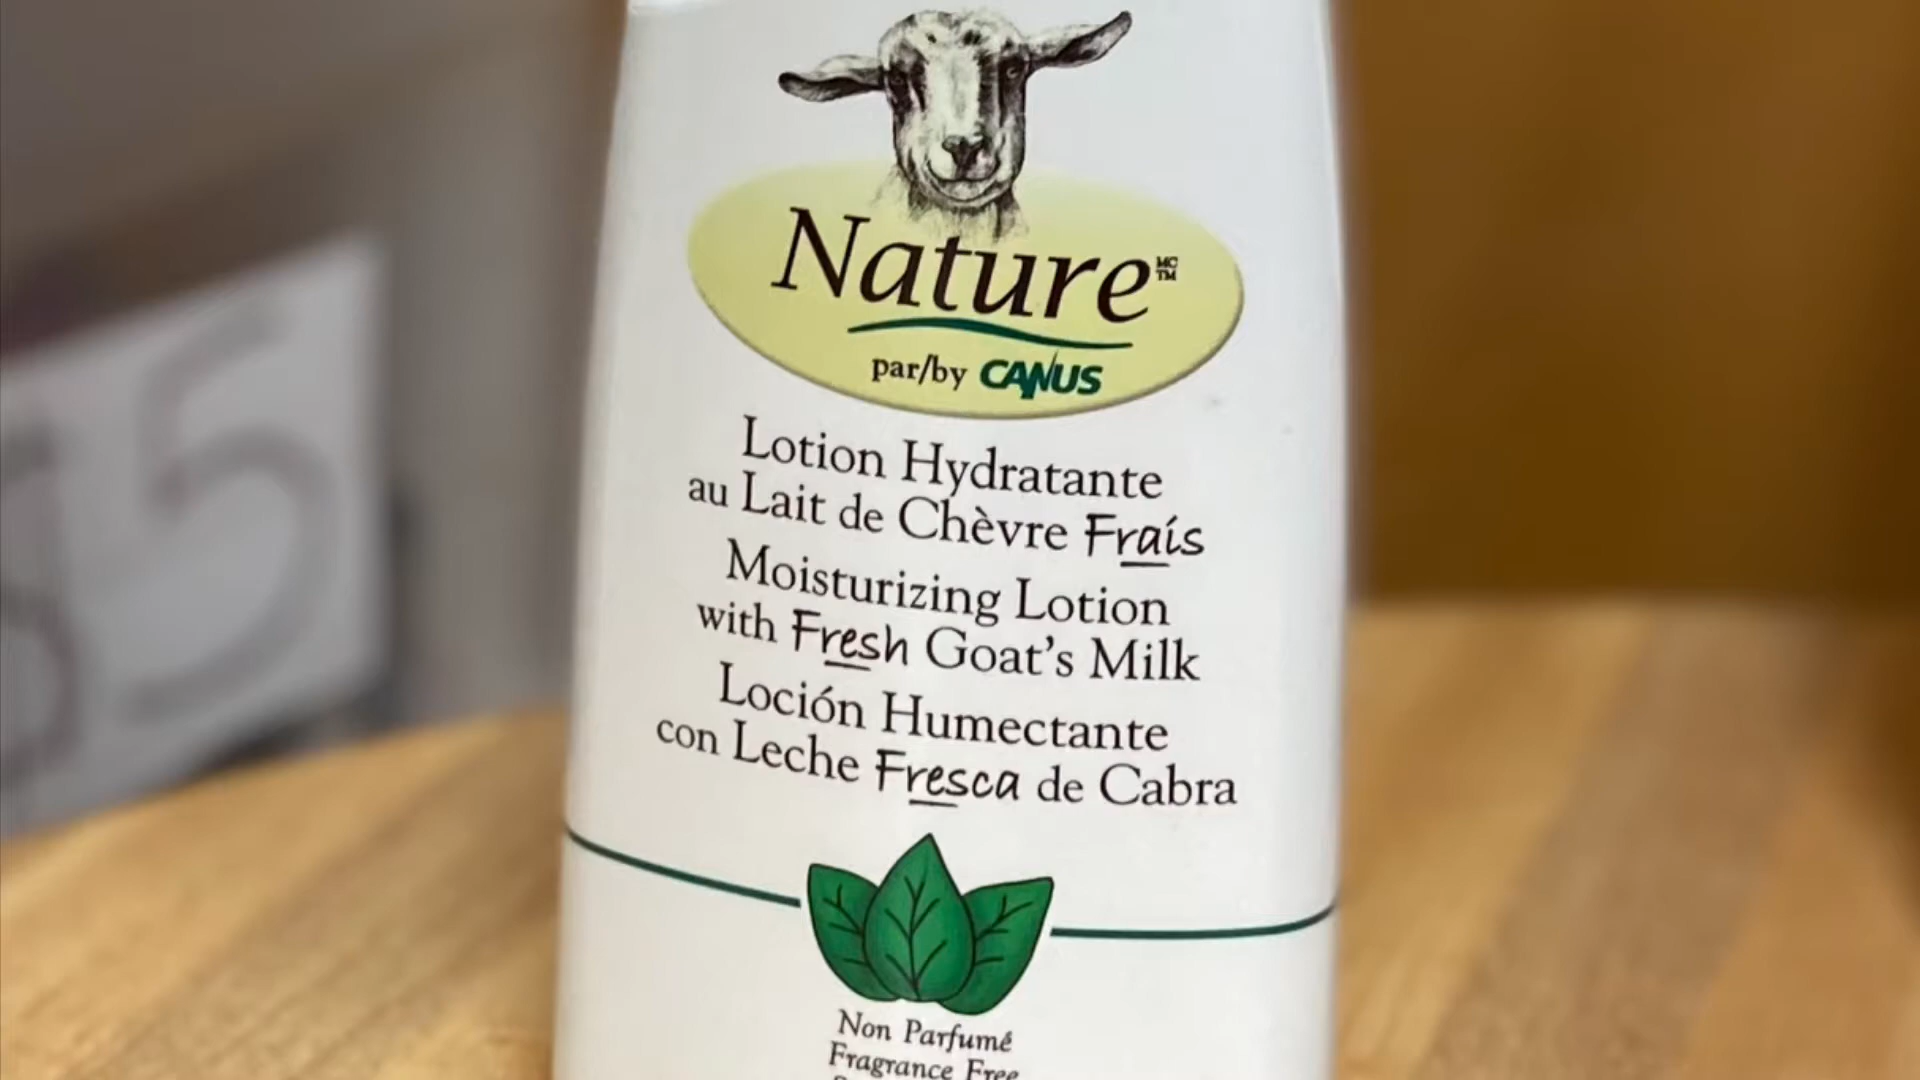 Nature MC TM
par/by CANUS
Lotion Hydratante
au Lait de Chèvre Frais
Moisturizing Lotion
with Fresh Goat's Milk
Loción Humectante
con Leche Fresca de Cabra
Non Parfumé
Fragrance Free
5